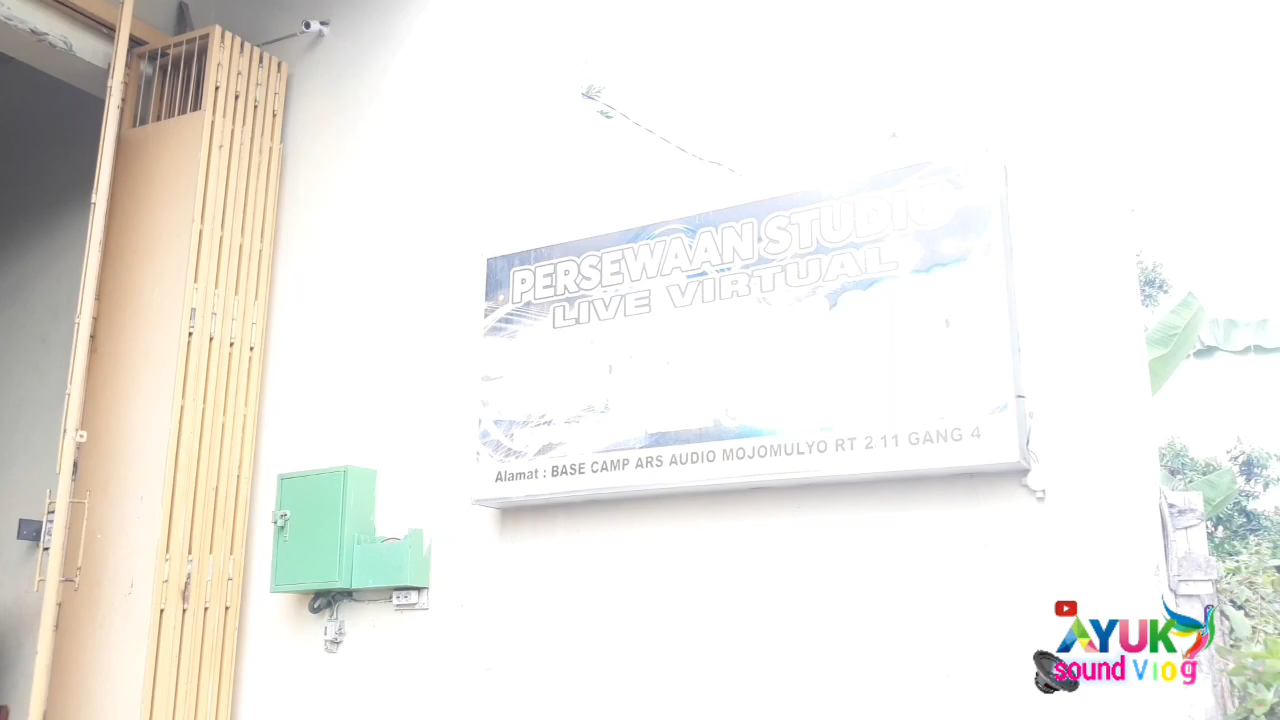 PERSEWAAN STUDIO
LIVE VIRTUAL
Alamat : BASE CAMP ARS AUDIO MOJOMULYO RT 2 11 GANG 4
AYUK
sound Vlog